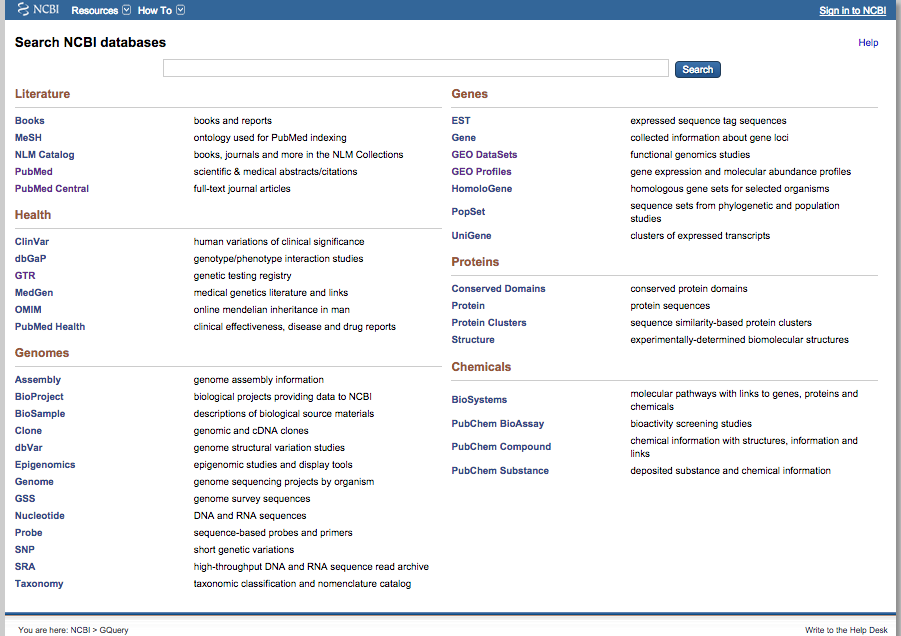 NCBI Resources How To Sign in to NCBI
Search NCBI databases
Help
Search
Literature
Books books and reports
MeSH ontology used for PubMed indexing
NLM Catalog books, journals and more in the NLM Collections
PubMed scientific & medical abstracts/citations
PubMed Central full-text journal articles
Health
ClinVar human variations of clinical significance
dbGaP genotype/phenotype interaction studies
GTR genetic testing registry
MedGen medical genetics literature and links
OMIM online mendelian inheritance in man
PubMed Health clinical effectiveness, disease and drug reports
Genomes
Assembly genome assembly information
BioProject biological projects providing data to NCBI
BioSample descriptions of biological source materials
Clone genomic and cDNA clones
dbVar genome structural variation studies
Epigenomics epigenomic studies and display tools
Genome genome sequencing projects by organism
GSS genome survey sequences
Nucleotide DNA and RNA sequences
Probe sequence-based probes and primers
SNP short genetic variations
SRA high-throughput DNA and RNA sequence read archive
Taxonomy taxonomic classification and nomenclature catalog
Genes
EST expressed sequence tag sequences
Gene collected information about gene loci
GEO DataSets functional genomics studies
GEO Profiles gene expression and molecular abundance profiles
HomoloGene homologous gene sets for selected organisms
PopSet sequence sets from phylogenetic and population
studies
UniGene clusters of expressed transcripts
Proteins
Conserved Domains conserved protein domains
Protein protein sequences
Protein Clusters sequence similarity-based protein clusters
Structure experimentally-determined biomolecular structures
Chemicals
BioSystems molecular pathways with links to genes, proteins and
chemicals
PubChem BioAssay bioactivity screening studies
PubChem Compound chemical information with structures, information and
links
PubChem Substance deposited substance and chemical information
You are here: NCBI > GQuery Write to the Help Desk